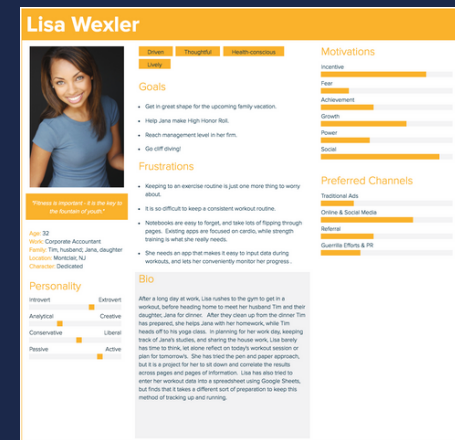 Lisa Wexler
Driven
Thoughtful
Health-conscious
Lively
Goals
Get in great shape for the upcoming family vacation.
Help Jana make High Honor Roll.
Reach management level in her firm.
Go cliff diving!
Frustrations
Keeping to an exercise routine is just one more thing to worry
about.
It is so difficult to keep a consistent workout routine.
Notebooks are easy to forget, and take lots of flipping through
pages. Existing apps are focused on cardio, while strength
training is what she really needs.
She needs an app that makes it easy to input data during
workouts, and lets her conveniently monitor her progress.
Bio
After a long day at work, Lisa rushes to the gym to get in a
workout, before heading home to meet her husband Tim and their
daughter, Jana for dinner. After they clean up from the dinner Tim
has prepared, she helps Jana with her homework, while Tim
heads off to his yoga class. In planning for her work day, keeping
track of Jana's studies, and sharing the house work, Lisa barely
has time to think, let alone reflect on today's workout session or
plan for tomorrow's. She has tried the pen and paper approach,
but it is a project for her to sit down and correlate the results
across pages and pages of information. Lisa has also tried to
enter her workout data into a spreadsheet using Google Sheets,
but finds that it takes a different sort of preparation to keep this
method of tracking up and running.
"Fitness is important - it is the key to
the fountain of youth."
Age: 32
Work: Corporate Accountant
Family: Tim, husband; Jana, daughter
Location: Montclair, NJ
Character: Dedicated
Personality
Introvert Extrovert
Analytical Creative
Conservative Liberal
Passive Active
Motivations
Incentive
Fear
Achievement
Growth
Power
Social
Preferred Channels
Traditional Ads
Online & Social Media
Referral
Guerrilla Efforts & PR